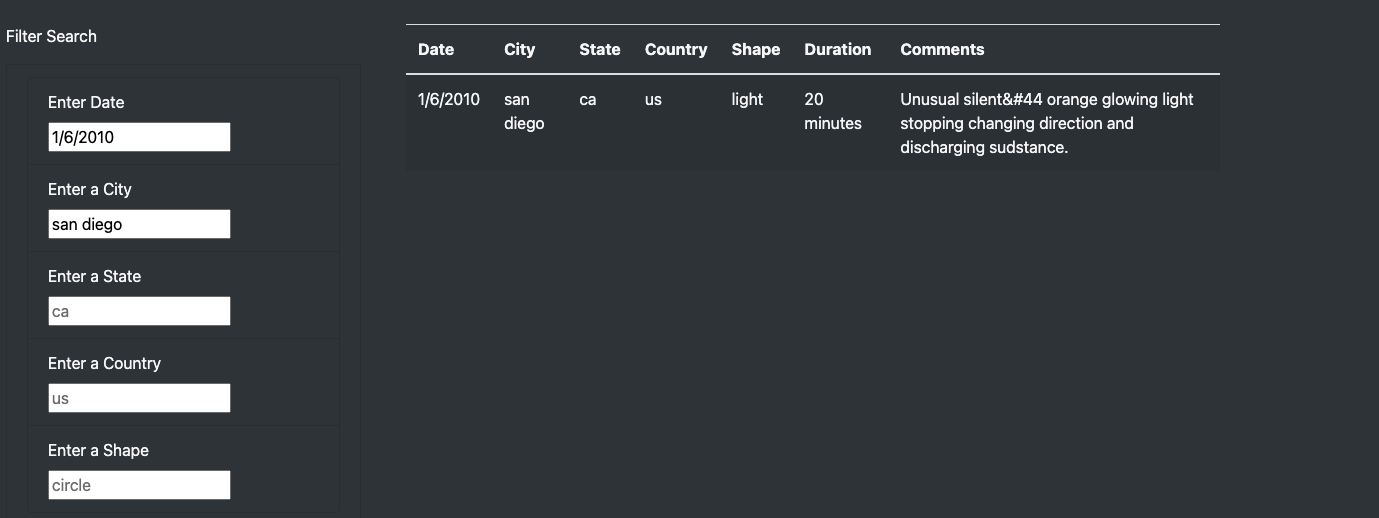 Filter Search
Enter Date
1/6/2010
Enter a City
san diego
Enter a State
ca
Enter a Country
us
Enter a Shape
circle
Date City State Country Shape Duration Comments
1/6/2010 san ca us light 20 Unusual silent&#44 orange glowing light
diego minutes stopping changing direction and
discharging sudstance.